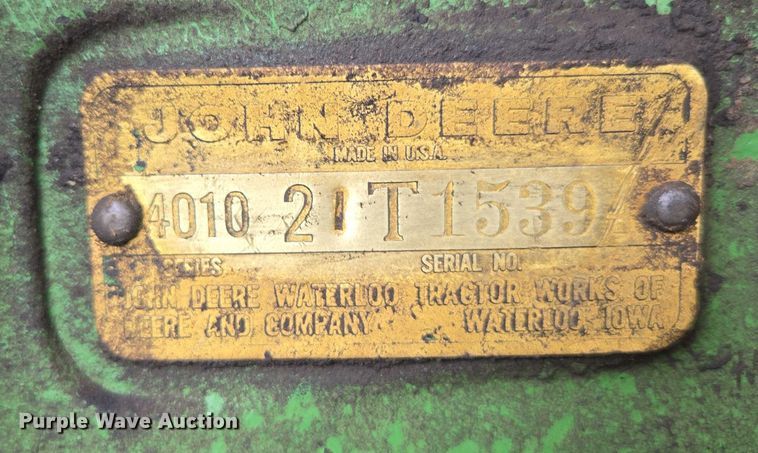 JOHN DEERE
MADE IN U.S.A.
4010 21T1539
SERIES SERIAL NO.
JOHN DEERE WATERLOO TRACTOR WORKS OF
DEERE AND COMPANY WATERLOO, IOWA
Purple Wave Auction